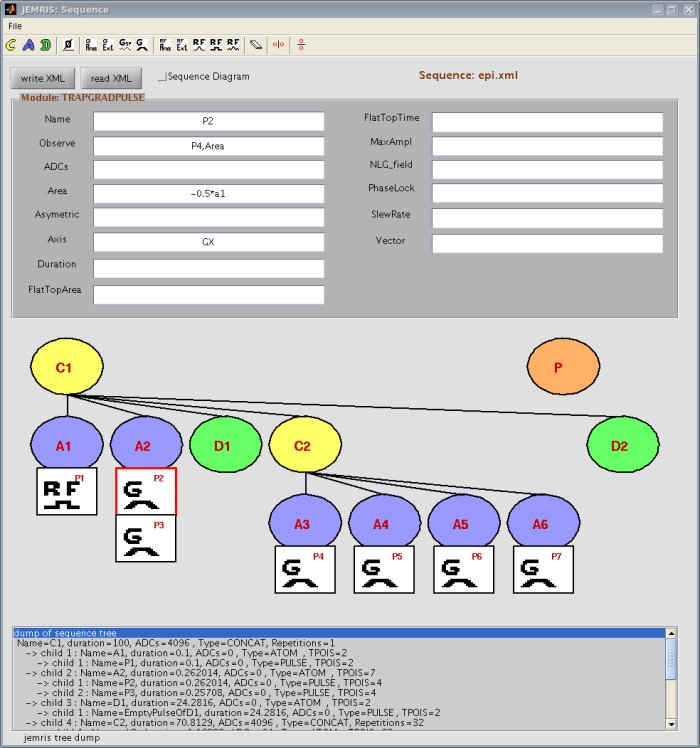 JEMRIS: Sequence
File
C A D Ø G Ana G Ext G GSP G G Ana G Ext RF RF RF
write XML read XML Sequence Diagram Sequence: epi.xml
Module: TRAPGRADPULSE
Name P2 FlatTopTime
Observe P4,Area MaxAmpl
ADCs NLG_field
Area -0.5*a1 PhaseLock
Asymetric SlewRate
Axis GX Vector
Duration
FlatTopArea
C1 P
A1 A2 D1 C2 D2
RF P1 G P2
G P3 A3 A4 A5 A6
G P4 G P5 G P6 G P7
dump of sequence tree
Name=C1, duration=100, ADCs=4096 , Type=CONCAT, Repetitions=1
-> child 1 : Name=A1, duration=0.1, ADCs=0 , Type=ATOM , TPOIS=2
-> child 1 : Name=P1, duration=0.1, ADCs=0 , Type=PULSE , TPOIS=2
-> child 2 : Name=A2, duration=0.262014, ADCs=0 , Type=ATOM , TPOIS=7
-> child 1 : Name=P2, duration=0.262014, ADCs=0 , Type=PULSE , TPOIS=4
-> child 2 : Name=P3, duration=0.25708, ADCs=0 , Type=PULSE , TPOIS=4
-> child 3 : Name=D1, duration=24.2816, ADCs=0 , Type=ATOM , TPOIS=2
-> child 1 : Name=EmptyPulseOfD1, duration=24.2816, ADCs=0 , Type=PULSE , TPOIS=2
-> child 4 : Name=C2, duration=70.8129, ADCs=4096 , Type=CONCAT, Repetitions=32
jemris tree dump